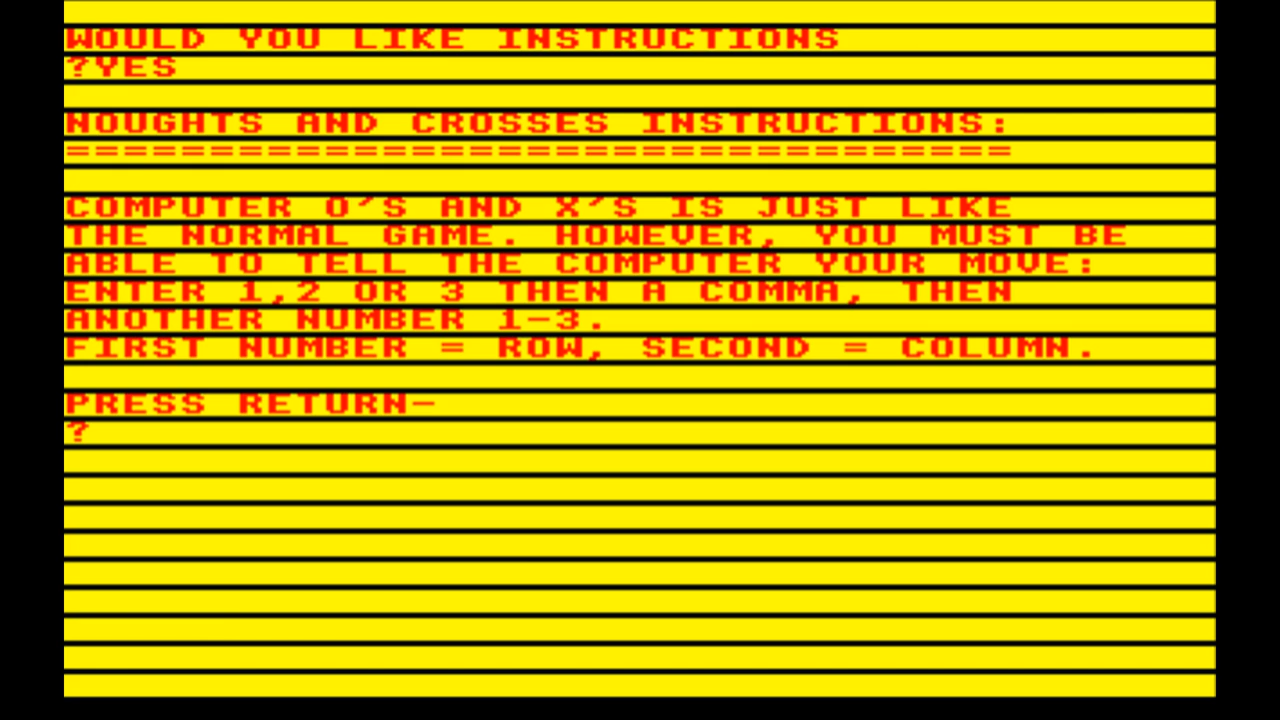 WOULD YOU LIKE INSTRUCTIONS
?YES
NOUGHTS AND CROSSES INSTRUCTIONS:
=================================
COMPUTER O'S AND X'S IS JUST LIKE
THE NORMAL GAME. HOWEVER, YOU MUST BE
ABLE TO TELL THE COMPUTER YOUR MOVE:
ENTER 1,2 OR 3 THEN A COMMA, THEN
ANOTHER NUMBER 1-3.
FIRST NUMBER = ROW, SECOND = COLUMN.
PRESS RETURN-
?